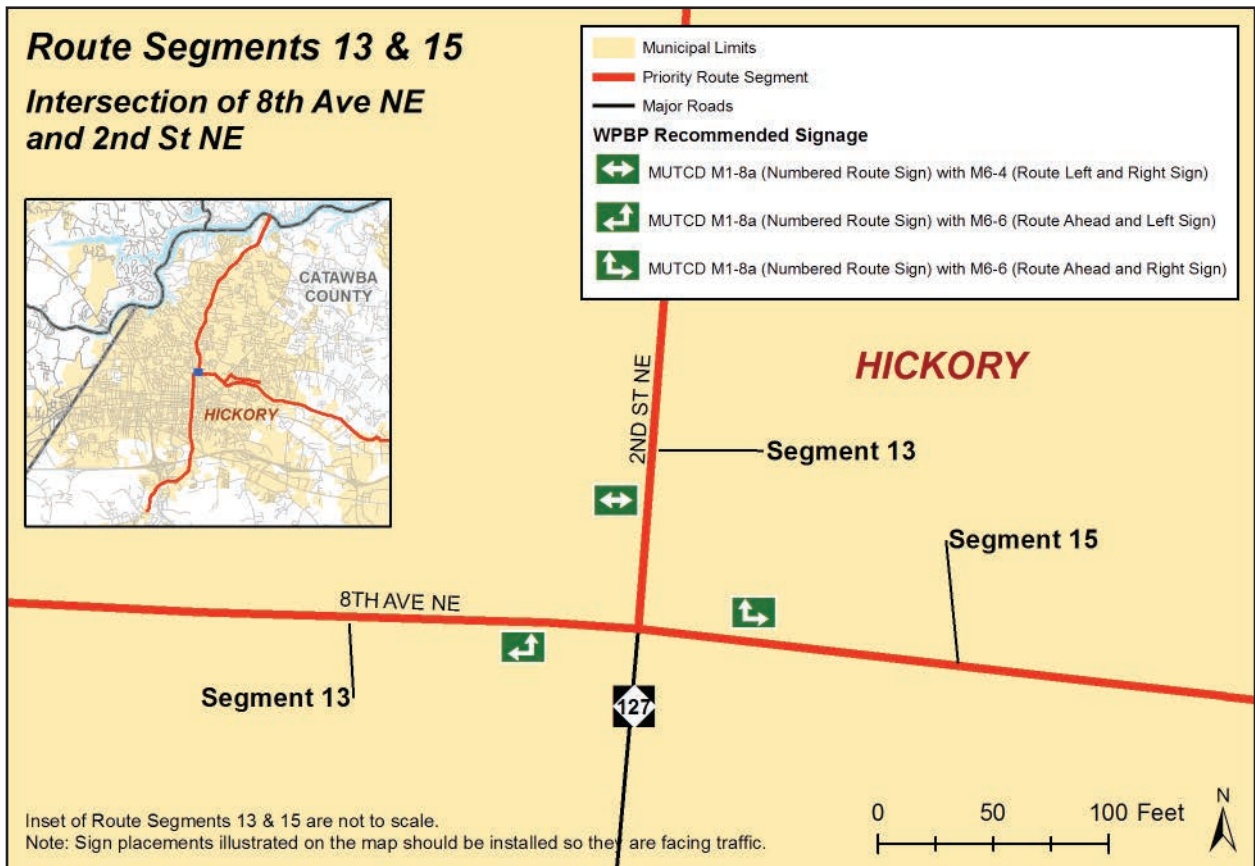 Route Segments 13 & 15
Intersection of 8th Ave NE
and 2nd St NE
Municipal Limits
Priority Route Segment
Major Roads
WPBP Recommended Signage
MUTCD M1-8a (Numbered Route Sign) with M6-4 (Route Left and Right Sign)
MUTCD M1-8a (Numbered Route Sign) with M6-6 (Route Ahead and Left Sign)
MUTCD M1-8a (Numbered Route Sign) with M6-6 (Route Ahead and Right Sign)
CATAWBA
COUNTY
HICKORY
HICKORY
2ND ST NE
Segment 13
Segment 15
8TH AVE NE
Segment 13
127
Inset of Route Segments 13 & 15 are not to scale.
Note: Sign placements illustrated on the map should be installed so they are facing traffic.
0 50 100 Feet
N